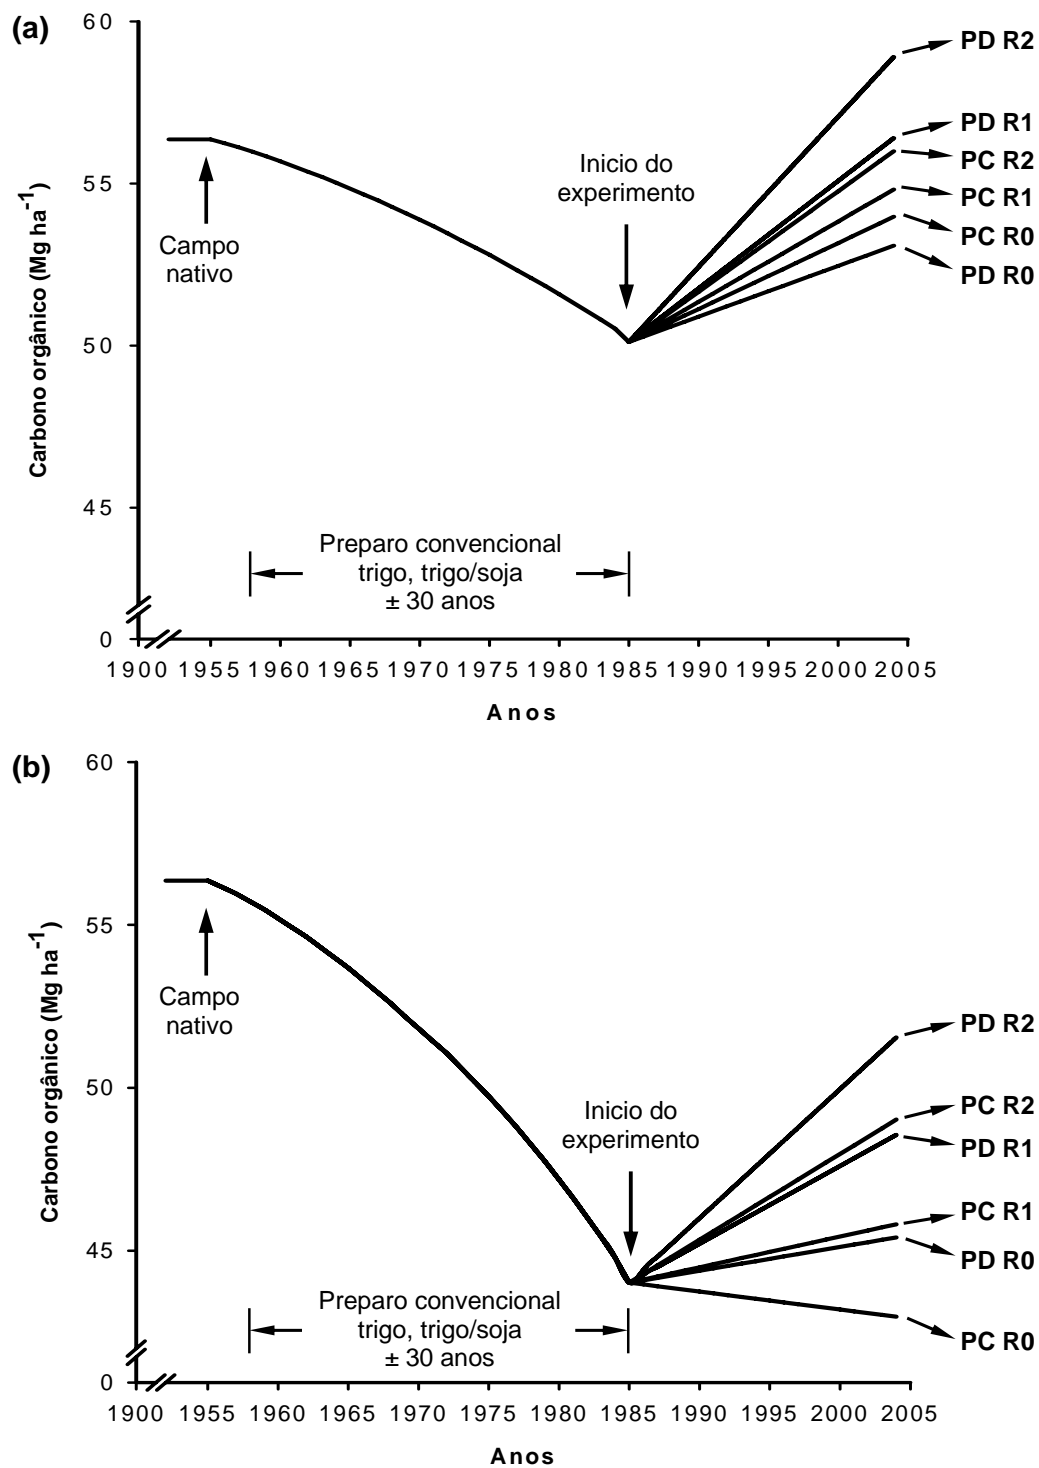 (a)
Carbono orgânico (Mg ha-1)
60
55
50
45
0
Campo
nativo
Inicio do
experimento
PD R2
PD R1
PC R2
PC R1
PC R0
PD R0
Preparo convencional
trigo, trigo/soja
± 30 anos
1900 1955 1960 1965 1970 1975 1980 1985 1990 1995 2000 2005
Anos
(b)
Carbono orgânico (Mg ha-1)
60
55
50
45
0
Campo
nativo
Inicio do
experimento
PD R2
PC R2
PD R1
PC R1
PD R0
PC R0
Preparo convencional
trigo, trigo/soja
± 30 anos
1900 1955 1960 1965 1970 1975 1980 1985 1990 1995 2000 2005
Anos